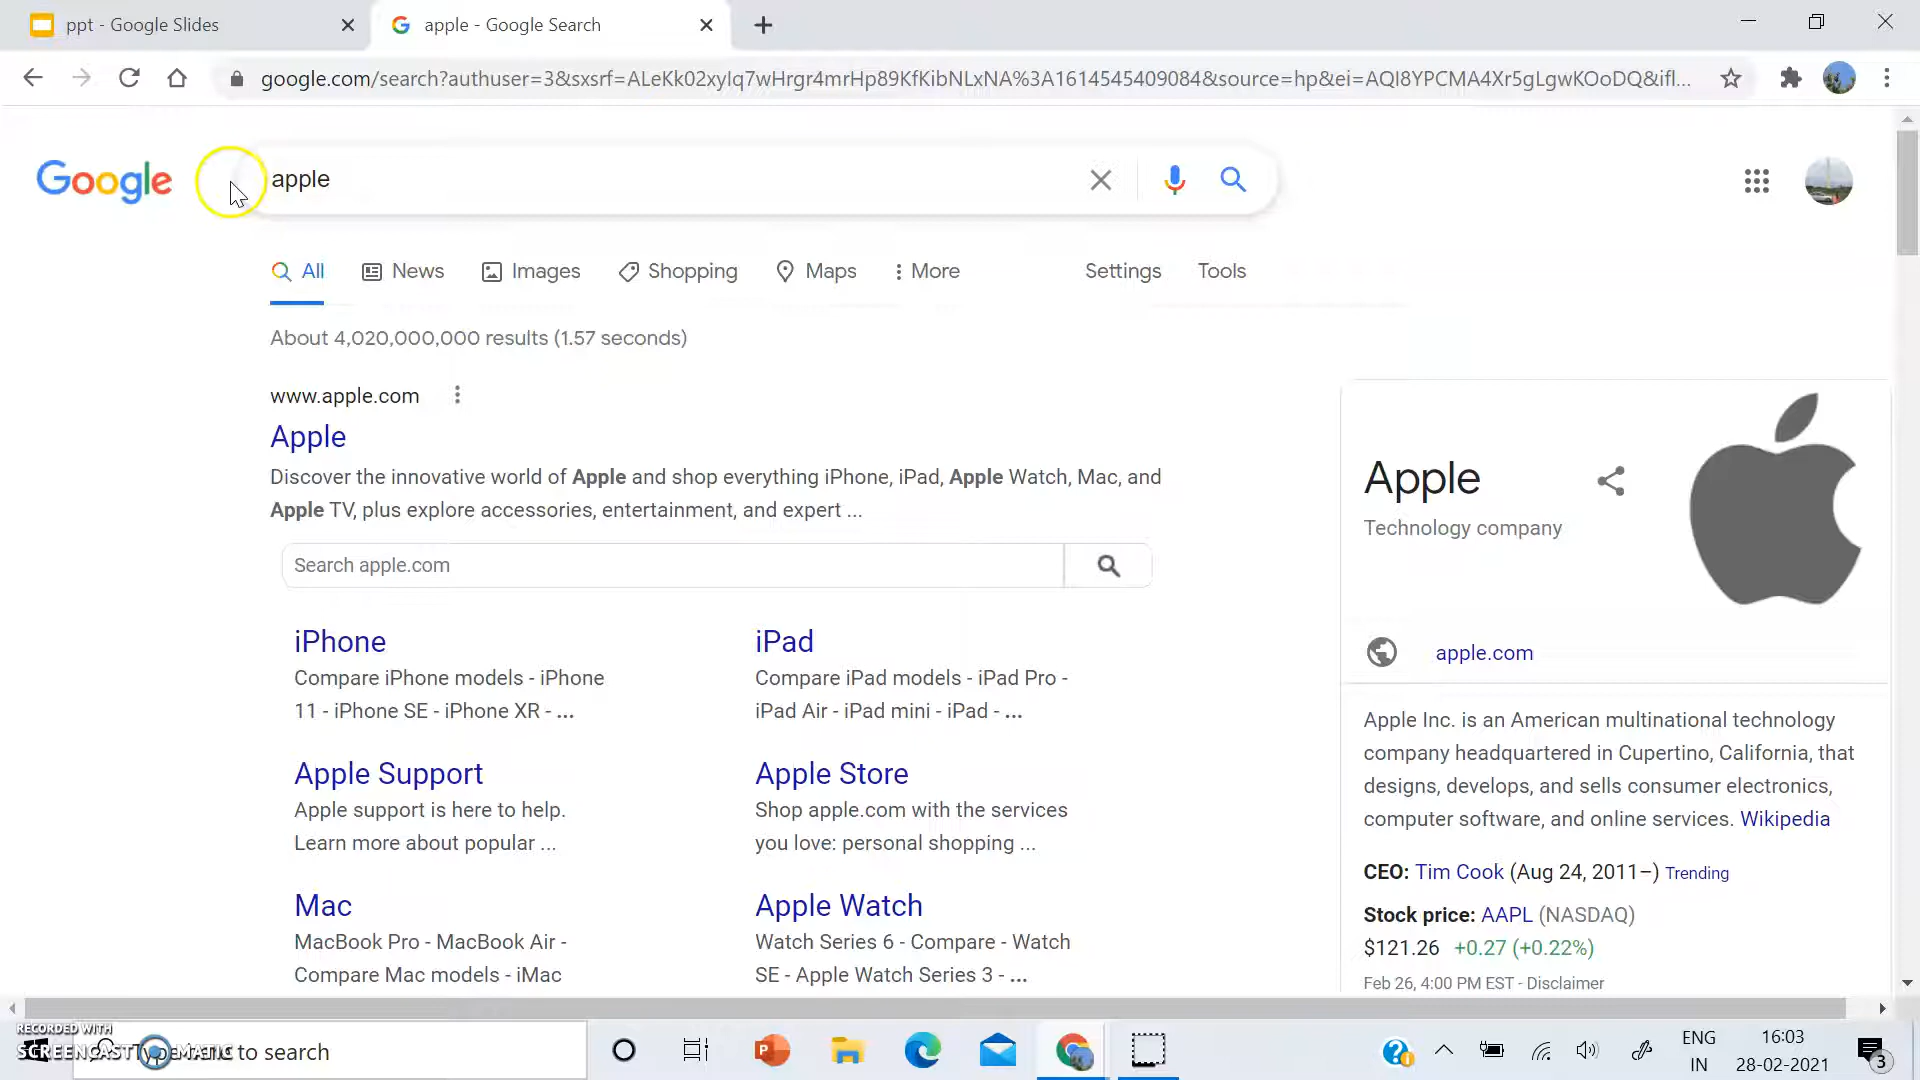 ppt - Google Slides
apple - Google Search
google.com/search?authuser=3&sxsrf=ALeKk02xyIq7wHrgr4mrHp89KfKibNLxNA%3A1614545409084&source=hp&ei=AQI8YPCMA4Xr5gLgwKOoDQ&ifl...
Google
apple
All
News
Images
Shopping
Maps
More
Settings
Tools
About 4,020,000,000 results (1.57 seconds)
www.apple.com
Apple
Discover the innovative world of Apple and shop everything iPhone, iPad, Apple Watch, Mac, and
Apple TV, plus explore accessories, entertainment, and expert ...
Search apple.com
iPhone
Compare iPhone models - iPhone
11 - iPhone SE - iPhone XR - ...
iPad
Compare iPad models - iPad Pro -
iPad Air - iPad mini - iPad - ...
Apple Support
Apple support is here to help.
Learn more about popular ...
Apple Store
Shop apple.com with the services
you love: personal shopping ...
Mac
MacBook Pro - MacBook Air -
Compare Mac models - iMac
Apple Watch
Watch Series 6 - Compare - Watch
SE - Apple Watch Series 3 - ...
Apple
Technology company
apple.com
Apple Inc. is an American multinational technology
company headquartered in Cupertino, California, that
designs, develops, and sells consumer electronics,
computer software, and online services. Wikipedia
CEO: Tim Cook (Aug 24, 2011–) Trending
Stock price: AAPL (NASDAQ)
$121.26 +0.27 (+0.22%)
Feb 26, 4:00 PM EST - Disclaimer
RECORDED WITH
SCREENCAST MATIC
Type here to search
ENG
IN
16:03
28-02-2021
3